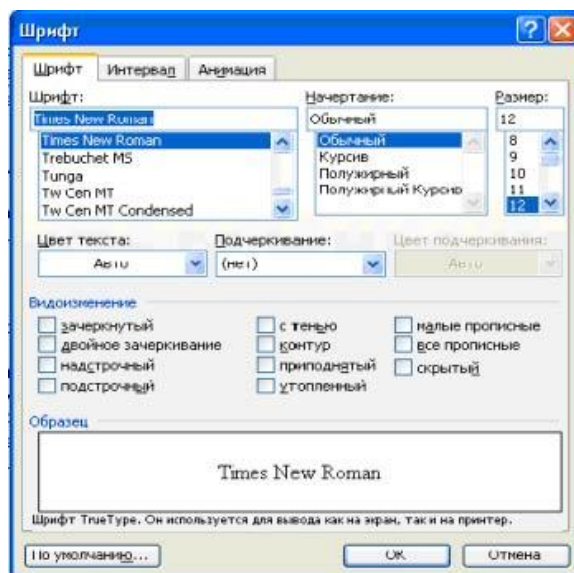 Шрифт
Шрифт Интервал Анимация
Шрифт: Начертание: Размер:
Times New Roman Обычный 12
Times New Roman Обычный 8
Trebuchet MS Курсив 9
Tunga Полужирный 10
Tw Cen MT Полужирный Курсив 11
Tw Cen MT Condensed 12
Цвет текста: Подчеркивание: Цвет подчеркивания:
Авто (нет) Авто
Видоизменение
зачеркнутый с тенью малые прописные
двойное зачеркивание контур все прописные
надстрочный приподнятый скрытый
подстрочный утопленный
Образец
Times New Roman
Шрифт TrueType. Он используется для вывода как на экран, так и на принтер.
По умолчанию... ОК Отмена